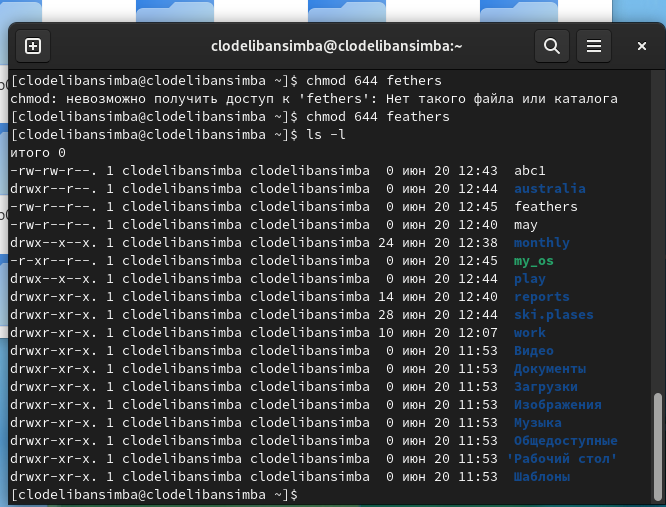 clodelibansimba@clodelibansimba:~
[clodelibansimba@clodelibansimba ~]$ chmod 644 fethers
chmod: невозможно получить доступ к 'fethers': Нет такого файла или каталога
[clodelibansimba@clodelibansimba ~]$ chmod 644 feathers
[clodelibansimba@clodelibansimba ~]$ ls -l
итого 0
-rw-rw-r--. 1 clodelibansimba clodelibansimba  0 июн 20 12:43  abc1
drwxr--r--. 1 clodelibansimba clodelibansimba  0 июн 20 12:44  australia
-rw-r--r--. 1 clodelibansimba clodelibansimba  0 июн 20 12:45  feathers
-rw-r--r--. 1 clodelibansimba clodelibansimba  0 июн 20 12:40  may
drwx--x--x. 1 clodelibansimba clodelibansimba 24 июн 20 12:38  monthly
-r-xr--r--. 1 clodelibansimba clodelibansimba  0 июн 20 12:45  my_os
drwx--x--x. 1 clodelibansimba clodelibansimba  0 июн 20 12:44  play
drwxr-xr-x. 1 clodelibansimba clodelibansimba 14 июн 20 12:40  reports
drwxr-xr-x. 1 clodelibansimba clodelibansimba 28 июн 20 12:44  ski.plases
drwxr-xr-x. 1 clodelibansimba clodelibansimba 10 июн 20 12:07  work
drwxr-xr-x. 1 clodelibansimba clodelibansimba  0 июн 20 11:53  Видео
drwxr-xr-x. 1 clodelibansimba clodelibansimba  0 июн 20 11:53  Документы
drwxr-xr-x. 1 clodelibansimba clodelibansimba  0 июн 20 11:53  Загрузки
drwxr-xr-x. 1 clodelibansimba clodelibansimba  0 июн 20 11:53  Изображения
drwxr-xr-x. 1 clodelibansimba clodelibansimba  0 июн 20 11:53  Музыка
drwxr-xr-x. 1 clodelibansimba clodelibansimba  0 июн 20 11:53  Общедоступные
drwxr-xr-x. 1 clodelibansimba clodelibansimba  0 июн 20 11:53 'Рабочий стол'
drwxr-xr-x. 1 clodelibansimba clodelibansimba  0 июн 20 11:53  Шаблоны
[clodelibansimba@clodelibansimba ~]$